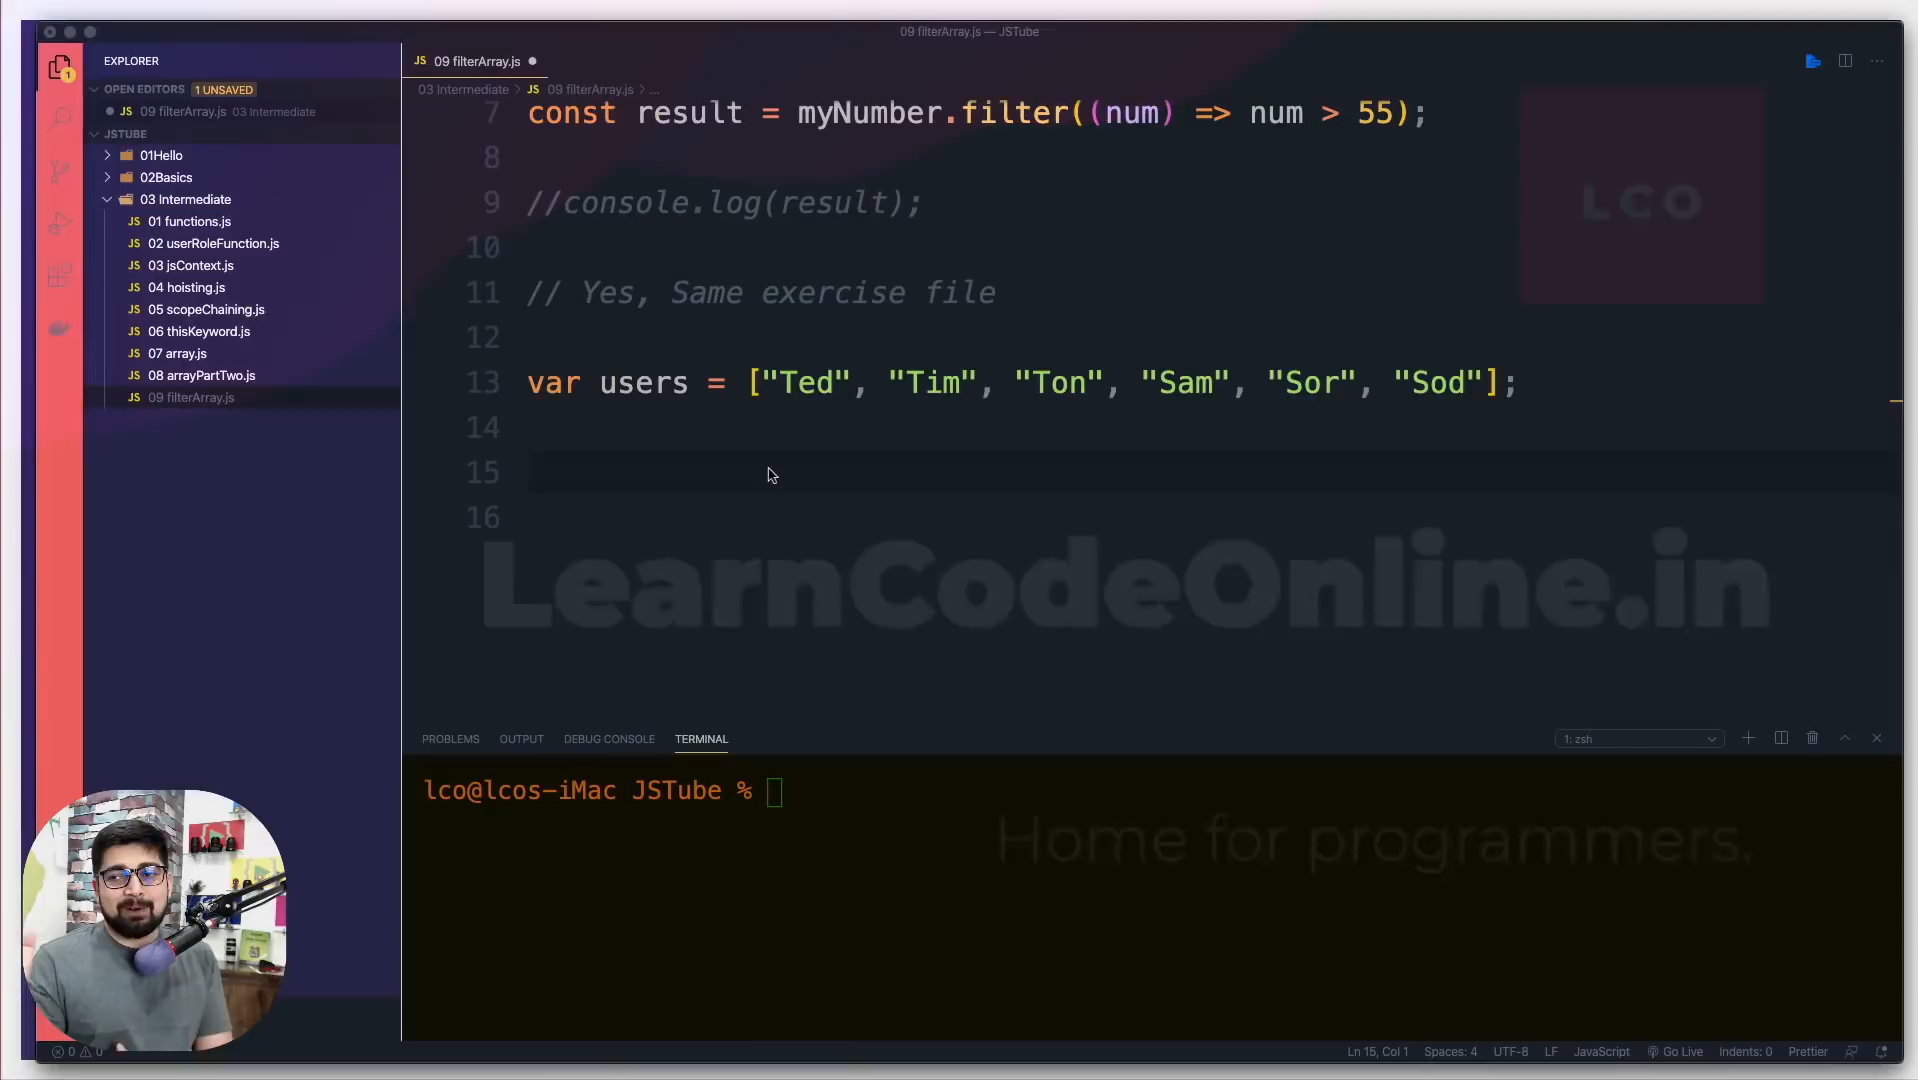 09 filterArray.js — JSTube
EXPLORER
OPEN EDITORS 1 UNSAVED
09 filterArray.js 03 Intermediate
JSTUBE
01Hello
02Basics
03 Intermediate
JS 01 functions.js
JS 02 userRoleFunction.js
JS 03 jsContext.js
JS 04 hoisting.js
JS 05 scopeChaining.js
JS 06 thisKeyword.js
JS 07 array.js
JS 08 arrayPartTwo.js
JS 09 filterArray.js
1
JS 09 filterArray.js
03 Intermediate > JS 09 filterArray.js > ...
7 const result = myNumber.filter((num) => num > 55);
8
9 //console.log(result);
10
11 // Yes, Same exercise file
12
13 var users = ["Ted", "Tim", "Ton", "Sam", "Sor", "Sod"];
14
15
16
LCO
LearnCodeOnline.in
PROBLEMS OUTPUT DEBUG CONSOLE TERMINAL 1: zsh
lco@lcos-iMac JSTube %
Home for programmers.
0 0 Ln 15, Col 1 Spaces: 4 UTF-8 LF JavaScript Go Live Indents: 0 Prettier